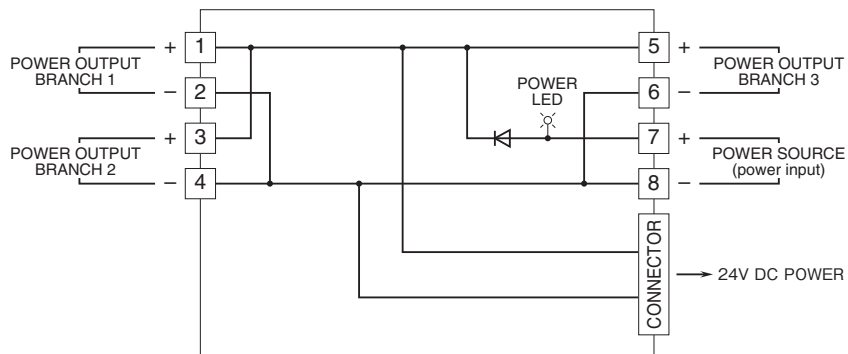 POWER OUTPUT
BRANCH 1
+
−
1
2
POWER OUTPUT
BRANCH 2
+
−
3
4
POWER
LED
5
6
+
−
POWER OUTPUT
BRANCH 3
7
8
+
−
POWER SOURCE
(power input)
CONNECTOR
24V DC POWER